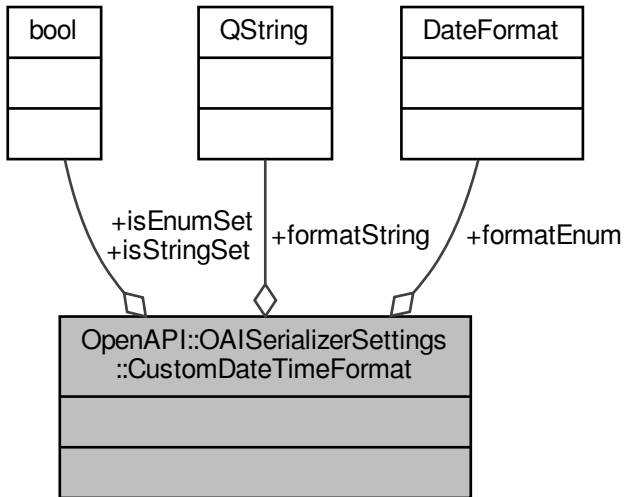 bool
QString
DateFormat
+isEnumSet
+isStringSet
+formatString
+formatEnum
OpenAPI::OAISerializerSettings
::CustomDateTimeFormat